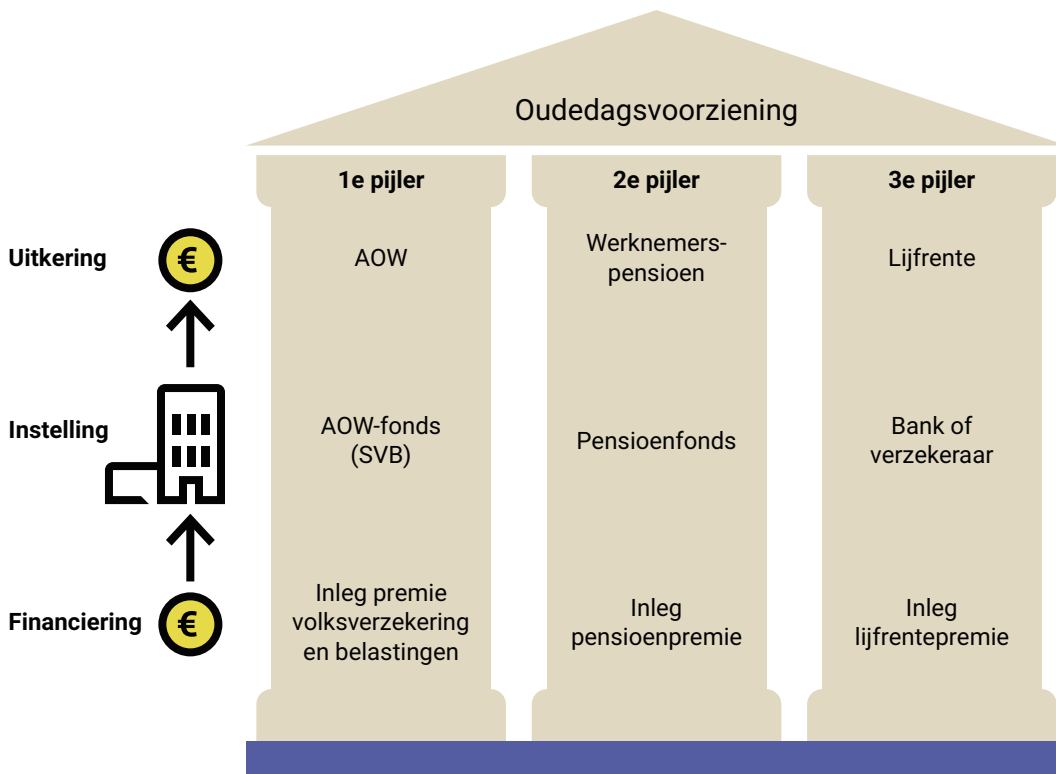 Oudedagsvoorziening
1e pijler
2e pijler
3e pijler
Uitkering
€
AOW
Werknemers-
pensioen
Lijfrente
Instelling
AOW-fonds
(SVB)
Pensioenfonds
Bank of
verzekeraar
Financiering
€
Inleg premie
volksverzekering
en belastingen
Inleg
pensioenpremie
Inleg
lijfrentepremie